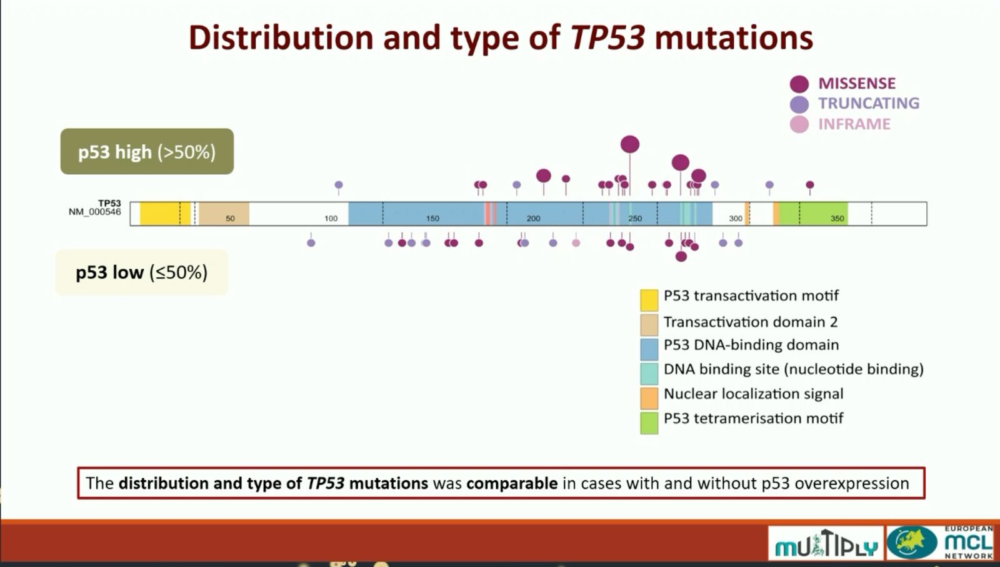 Distribution and type of TP53 mutations
MISSENSE
TRUNCATING
INFRAME
p53 high (>50%)
TP53
NM_000546
50
100
150
200
250
300
350
p53 low (≤50%)
P53 transactivation motif
Transactivation domain 2
P53 DNA-binding domain
DNA binding site (nucleotide binding)
Nuclear localization signal
P53 tetramerisation motif
The distribution and type of TP53 mutations was comparable in cases with and without p53 overexpression
MULTIPLY
EUROPEAN
MCL
NETWORK